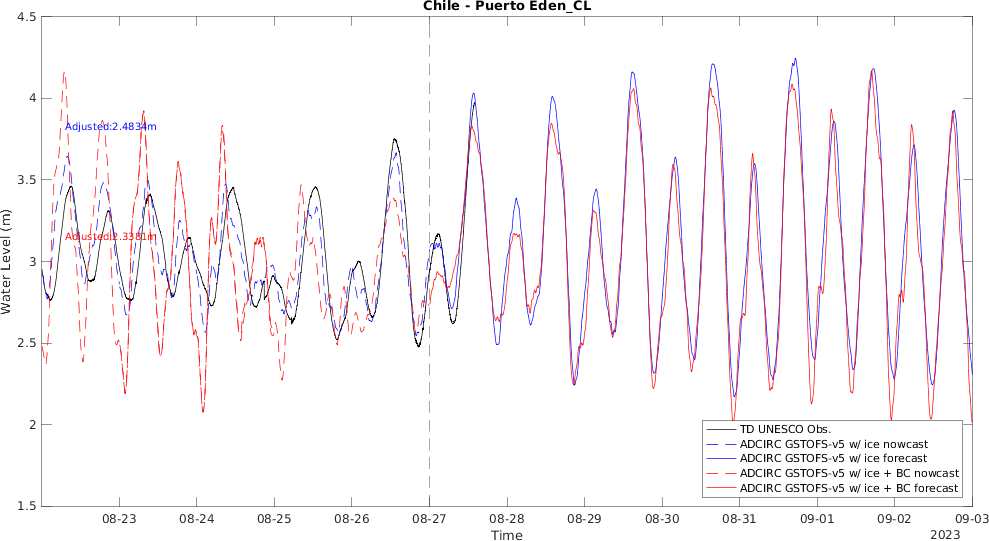 Chile - Puerto Eden_CL
4.5
4
3.5
3
2.5
2
1.5
Water Level (m)
Adjusted:2.4834m
Adjusted:2.3381m
TD UNESCO Obs.
ADCIRC GSTOFS-v5 w/ ice nowcast
ADCIRC GSTOFS-v5 w/ ice forecast
ADCIRC GSTOFS-v5 w/ ice + BC nowcast
ADCIRC GSTOFS-v5 w/ ice + BC forecast
08-23 08-24 08-25 08-26 08-27 08-28 08-29 08-30 08-31 09-01 09-02 09-03
2023
Time